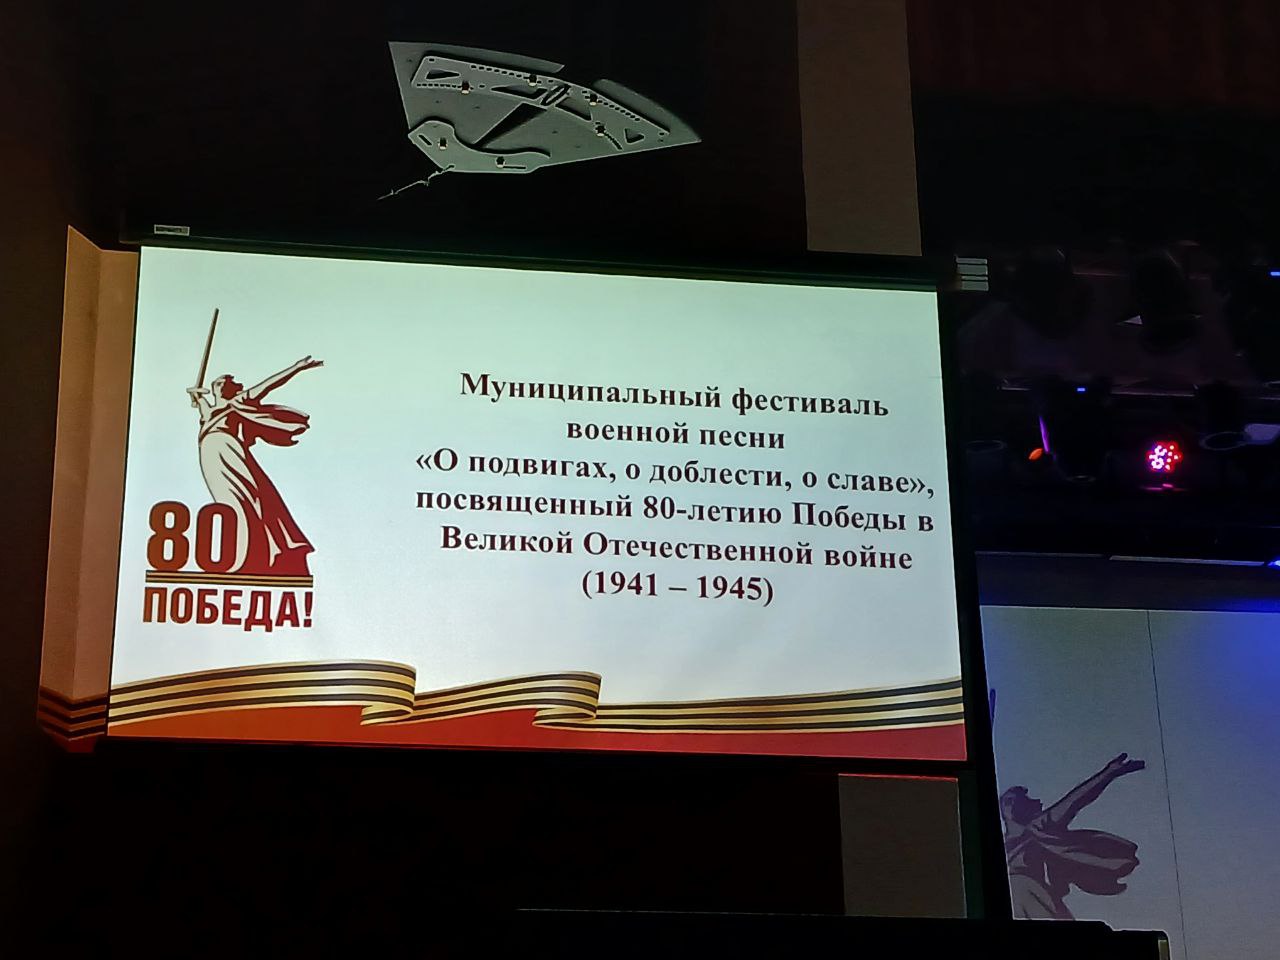 Муниципальный фестиваль
военной песни
«О подвигах, о доблести, о славе»,
посвященный 80-летию Победы в
Великой Отечественной войне
(1941 – 1945)
80
ПОБЕДА!